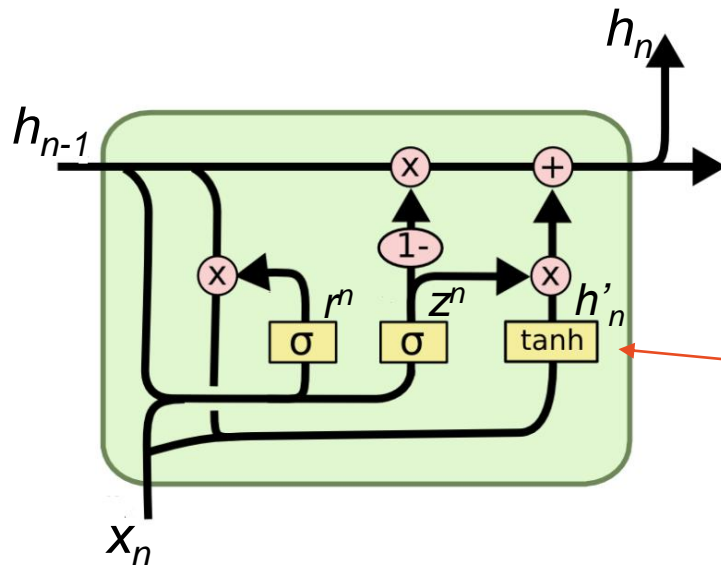 hₙ
hₙ₋₁
x
+
1-
x
x
rⁿ
zⁿ
h'ₙ
σ
σ
tanh
xₙ